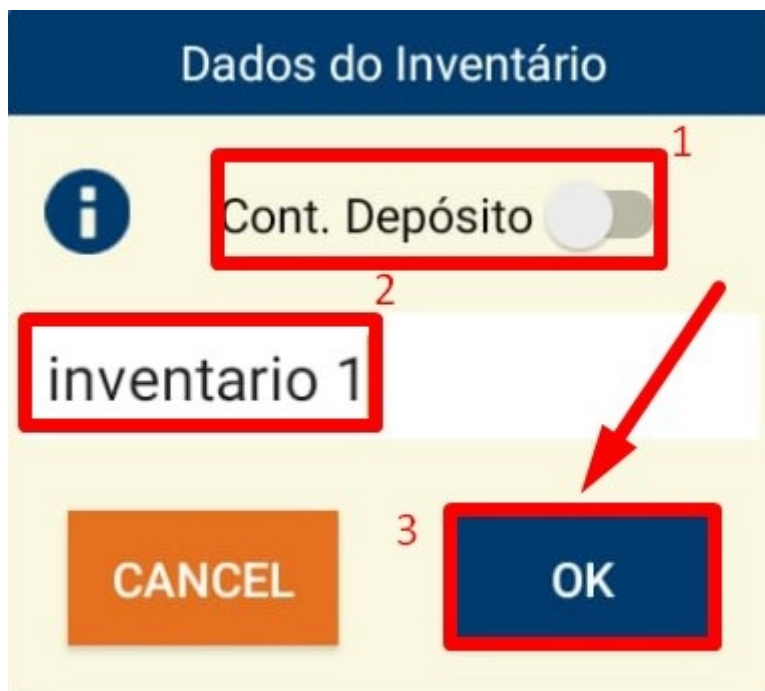 Dados do Inventário
1
Cont. Depósito
2
inventario 1
3
CANCEL
OK